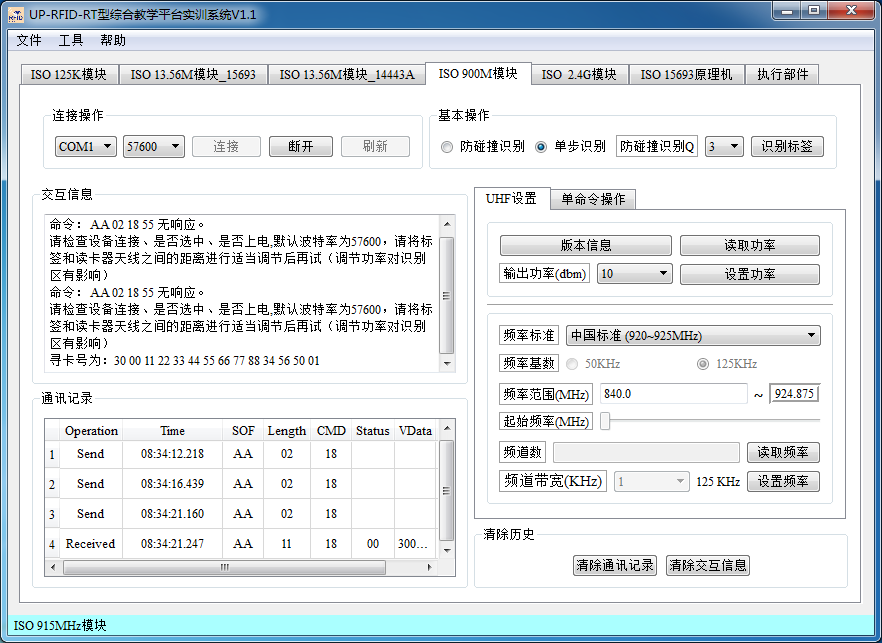 UP-RFID-RT型综合教学平台实训系统V1.1
文件 工具 帮助
ISO 125K模块 ISO 13.56M模块_15693 ISO 13.56M模块_14443A ISO 900M模块 ISO 2.4G模块 ISO 15693原理机 执行部件
连接操作
COM1 57600 连接 断开 刷新
基本操作
防碰撞识别 单步识别 防碰撞识别Q 3 识别标签
交互信息
命令： AA 02 18 55 无响应。
请检查设备连接、是否选中、是否上电,默认波特率为57600，请将标
签和读卡器天线之间的距离进行适当调节后再试（调节功率对识别
区有影响）
命令： AA 02 18 55 无响应。
请检查设备连接、是否选中、是否上电,默认波特率为57600，请将标
签和读卡器天线之间的距离进行适当调节后再试（调节功率对识别
区有影响）
寻卡号为：30 00 11 22 33 44 55 66 77 88 34 56 50 01
通讯记录
Operation Time SOF Length CMD Status VData
1 Send 08:34:12.218 AA 02 18
2 Send 08:34:16.439 AA 02 18
3 Send 08:34:21.160 AA 02 18
4 Received 08:34:21.247 AA 11 18 00 300...
UHF设置 单命令操作
版本信息 读取功率
输出功率(dbm) 10 设置功率
频率标准 中国标准 (920~925MHz)
频率基数 50KHz 125KHz
频率范围(MHz) 840.0 ~ 924.875
起始频率(MHz)
频道数 读取频率
频道带宽(KHz) 1 125 KHz 设置频率
清除历史
清除通讯记录 清除交互信息
ISO 915MHz模块